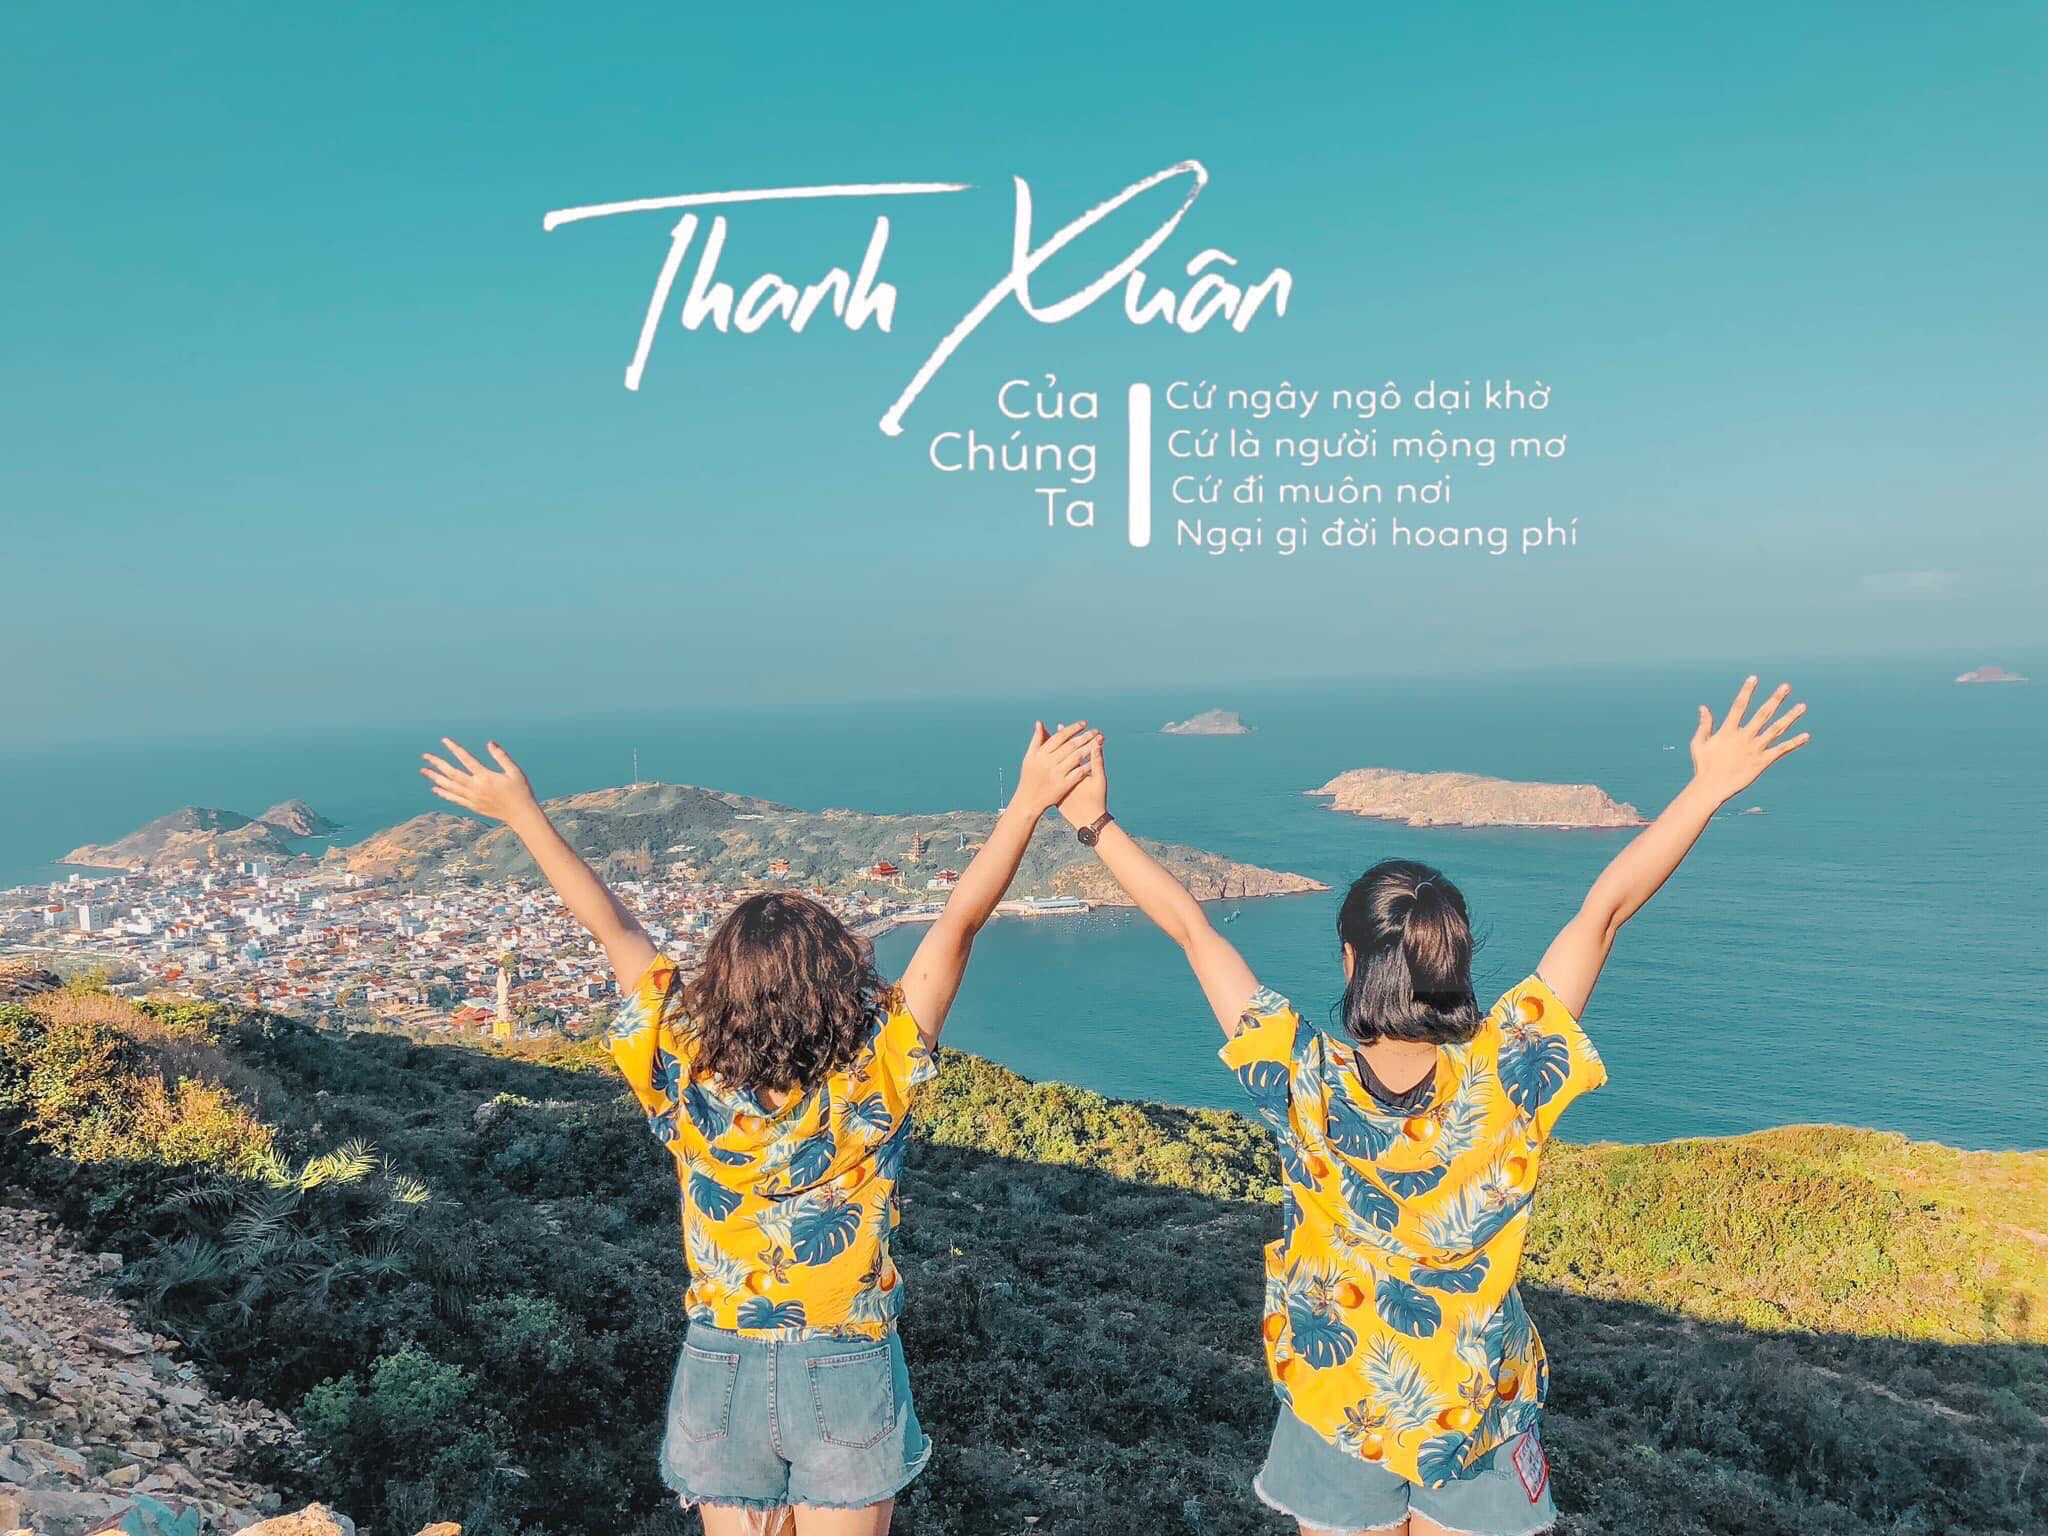 Thanh Xuân
Của
Chúng
Ta
Cứ ngây ngô dại khờ
Cứ là người mộng mơ
Cứ đi muôn nơi
Ngại gì đời hoang phí